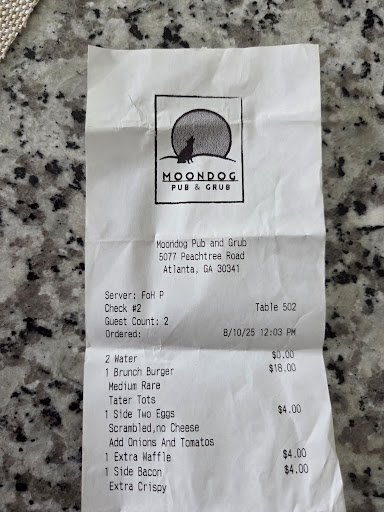 MOONDOG
PUB & GRUB
Moondog Pub and Grub
5077 Peachtree Road
Atlanta, GA 30341
Server: FoH P
Check #2 Table 502
Guest Count: 2
Ordered: 8/10/25 12:03 PM
2 Water $0.00
1 Brunch Burger $18.00
Medium Rare
Tater Tots
1 Side Two Eggs $4.00
Scrambled,no Cheese
Add Onions And Tomatos
1 Extra Waffle $4.00
1 Side Bacon $4.00
Extra Crispy